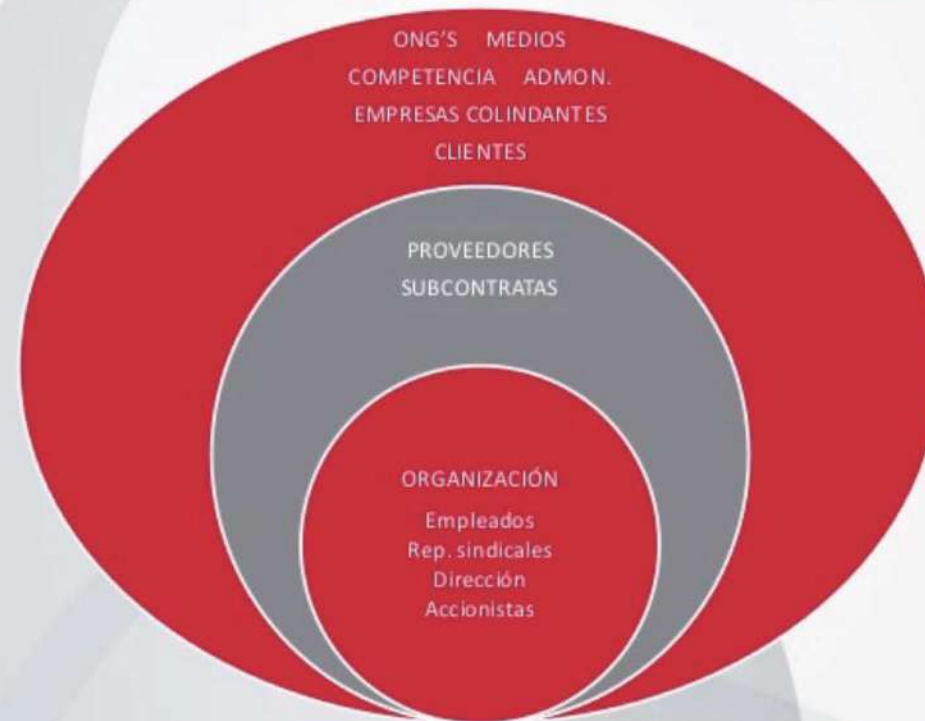 ONG'S MEDIOS
COMPETENCIA ADMON.
EMPRESAS COLINDANTES
CLIENTES
PROVEEDORES
SUBCONTRATAS
ORGANIZACIÓN
Empleados
Rep. sindicales
Dirección
Accionistas